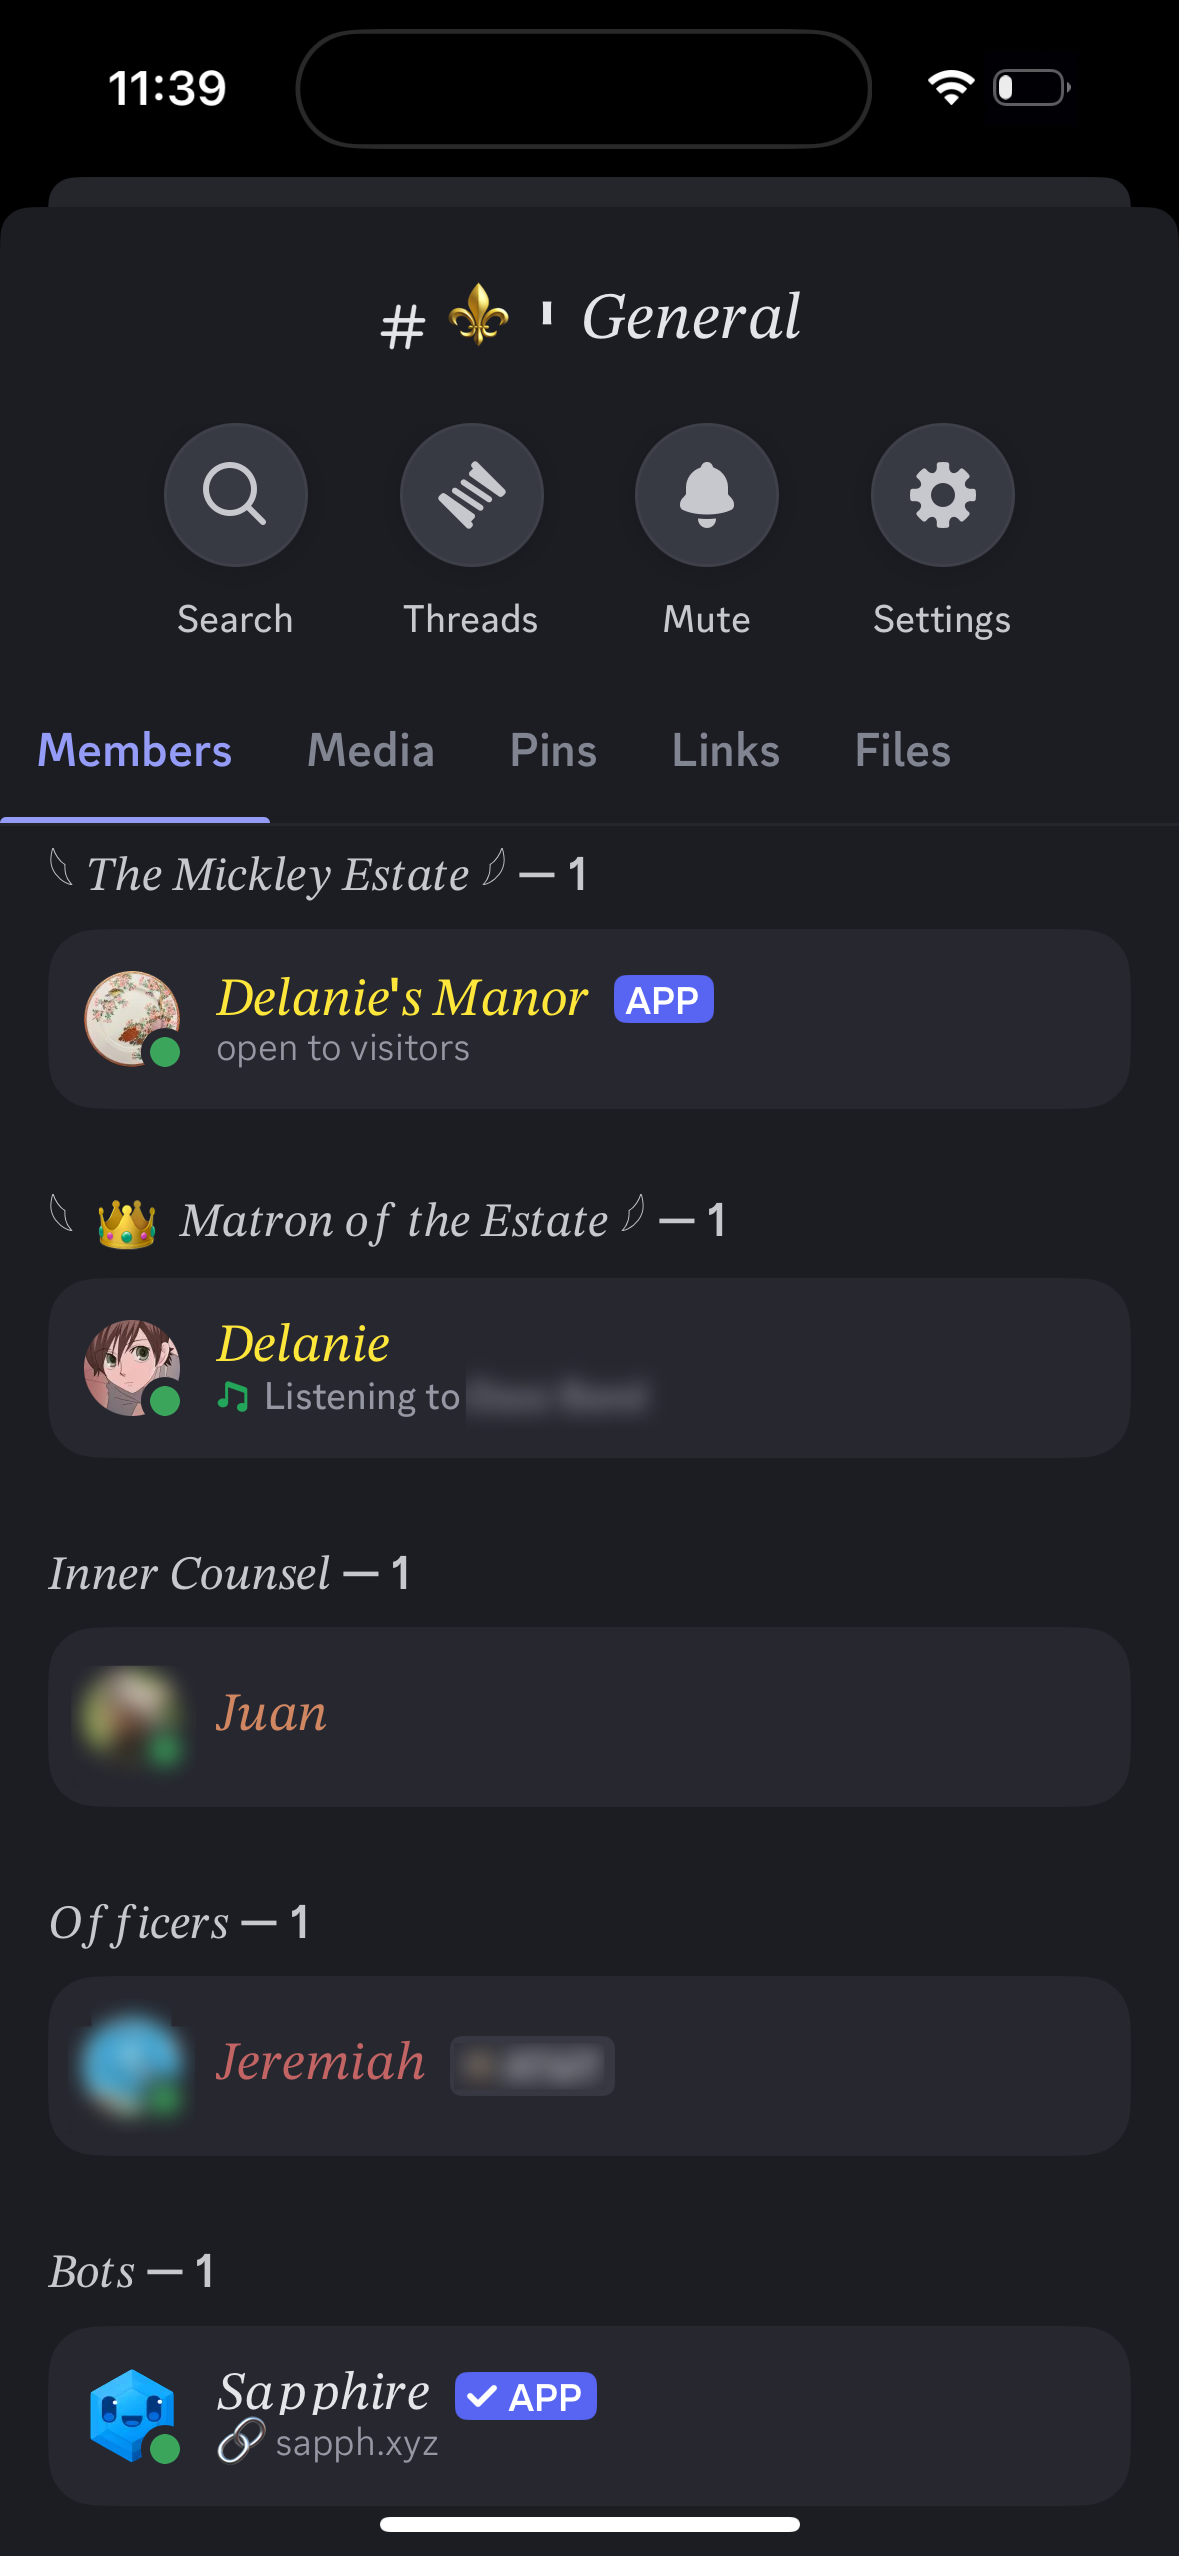 11:39
# ⚜️ ╹ General
Search Threads Mute Settings
Members Media Pins Links Files
The Mickley Estate — 1
Delanie's Manor APP
open to visitors
👑 Matron of the Estate — 1
Delanie
Listening to
Inner Counsel — 1
Juan
Officers — 1
Jeremiah
Bots — 1
Sapphire ✓ APP
🔗 sapph.xyz